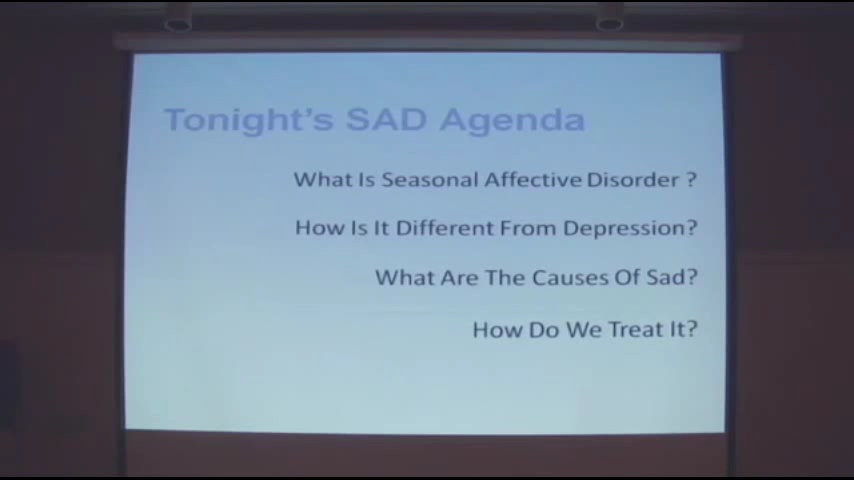 Tonight's SAD Agenda
What Is Seasonal Affective Disorder ?
How Is It Different From Depression?
What Are The Causes Of Sad?
How Do We Treat It?